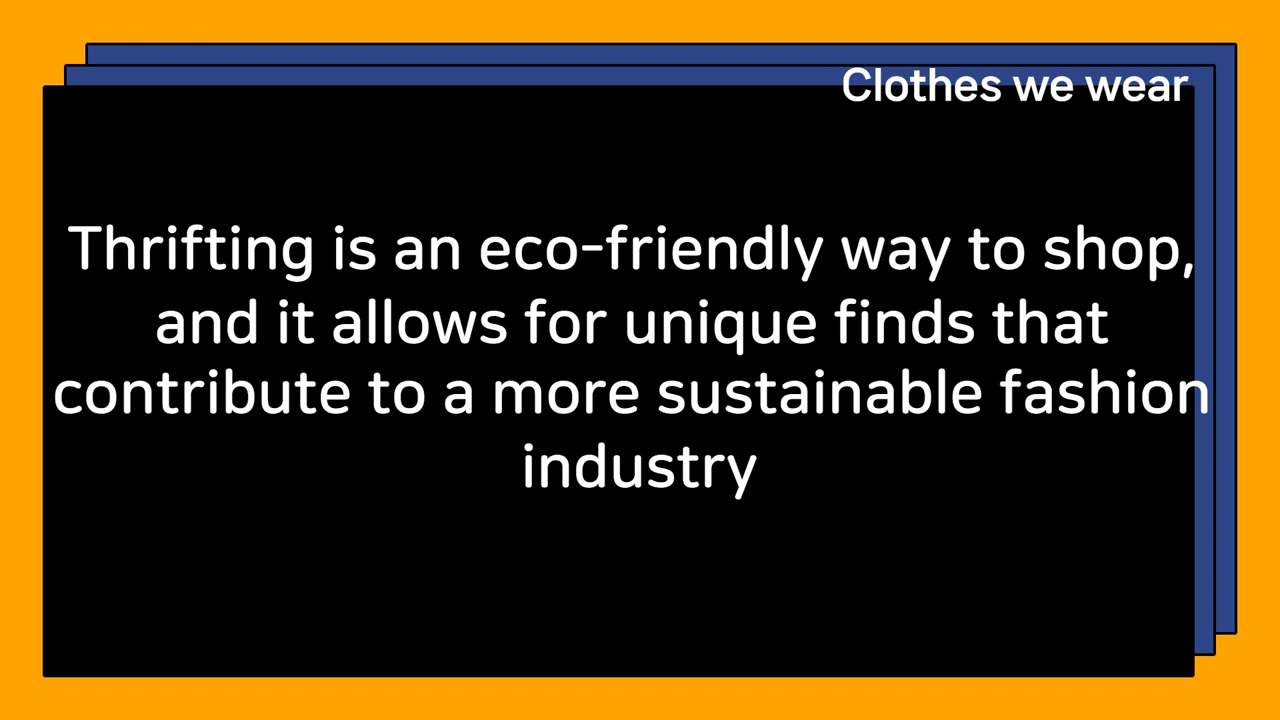 Clothes we wear
Thrifting is an eco-friendly way to shop,
and it allows for unique finds that
contribute to a more sustainable fashion
industry